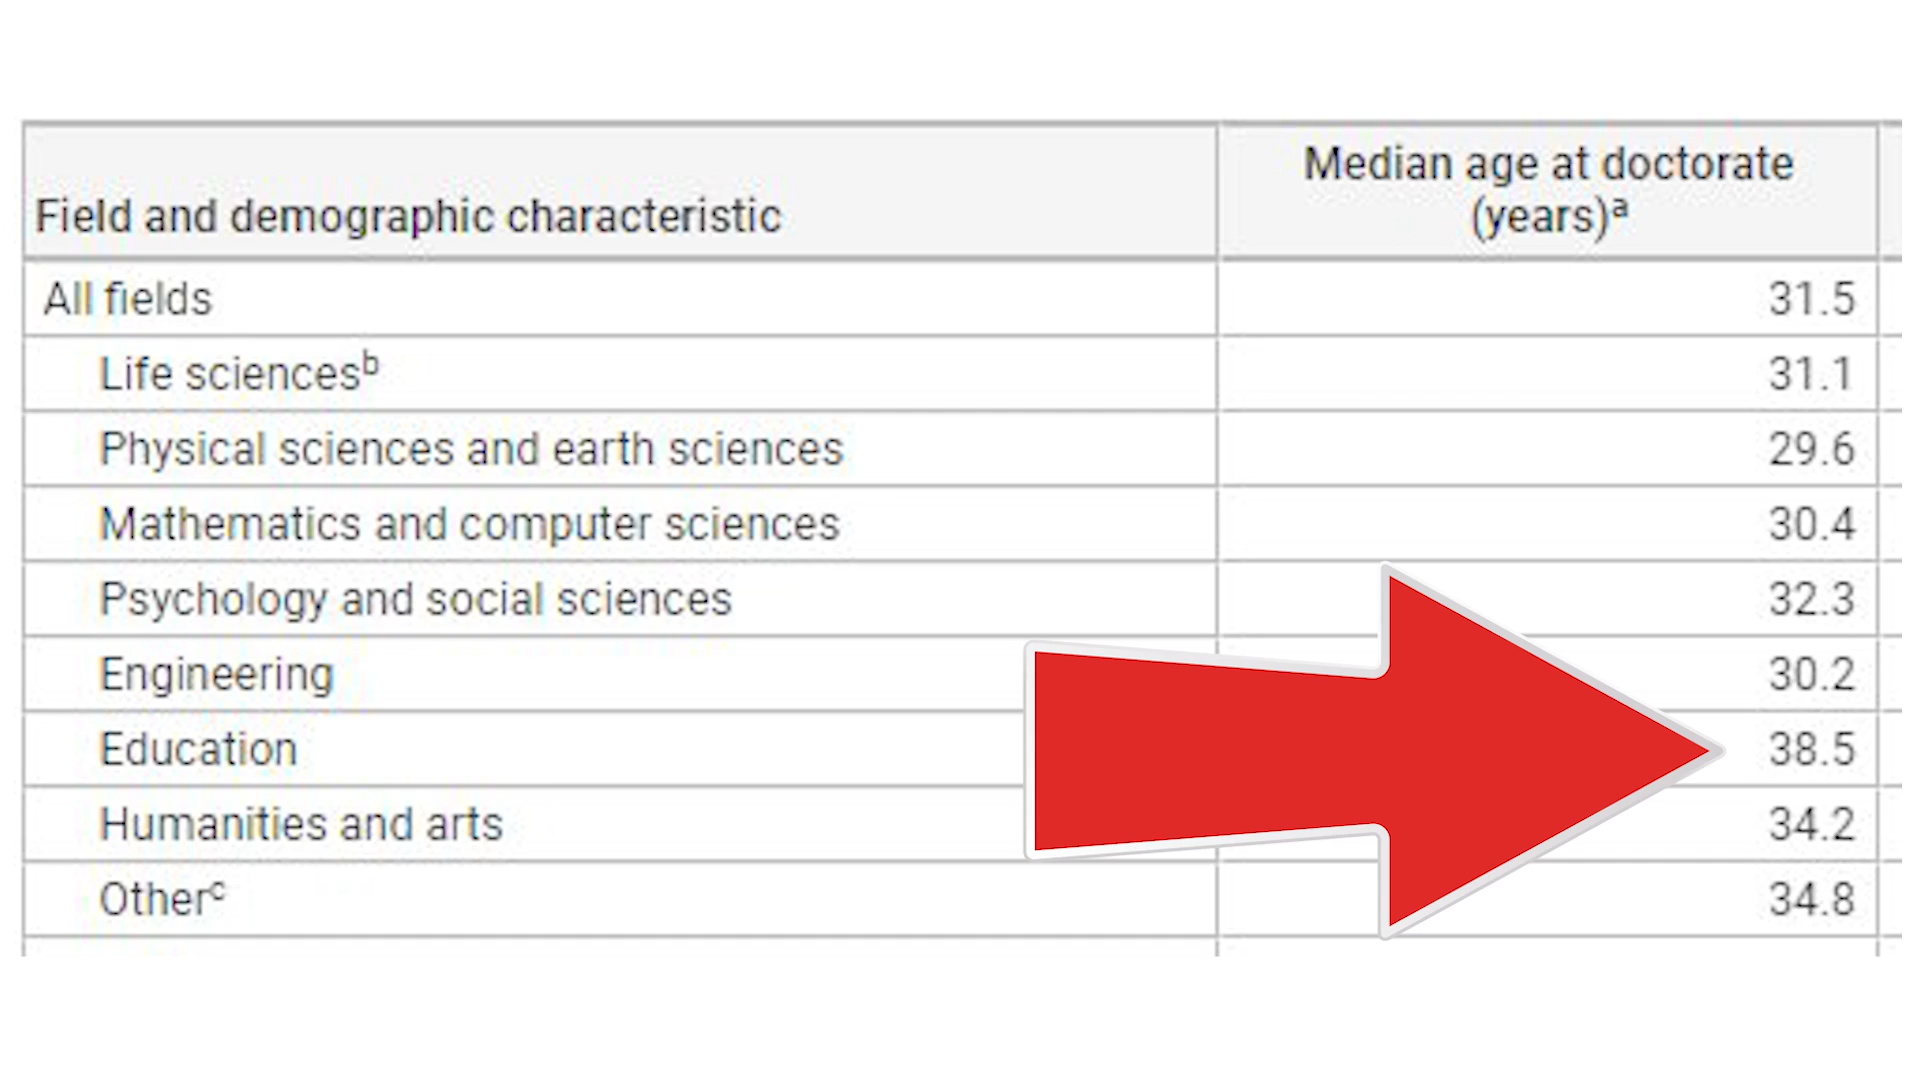 Field and demographic characteristic
Median age at doctorate
(years)ᵃ
All fields 31.5
Life sciencesᵇ 31.1
Physical sciences and earth sciences 29.6
Mathematics and computer sciences 30.4
Psychology and social sciences 32.3
Engineering 30.2
Education 38.5
Humanities and arts 34.2
Otherᶜ 34.8